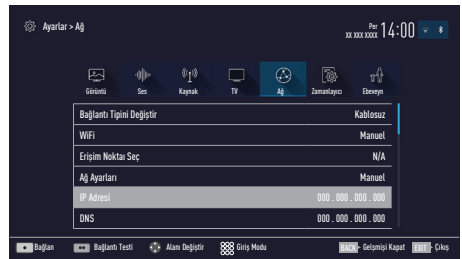 Ayarlar > Ağ
Per
xx xxx xxxx 14:00
Görüntü Ses Kaynak TV Ağ Zamanlayıcı Ebeveyn
Bağlantı Tipini Değiştir Kablosuz
WiFi Manuel
Erişim Noktaı Seç N/A
Ağ Ayarları Manuel
IP Adresi 000 . 000 . 000 . 000
DNS 000 . 000 . 000 . 000
Bağlan Bağlantı Testi Alanı Değiştir Giriş Modu BACK - Gelşmişi Kapat EXIT - Çıkış